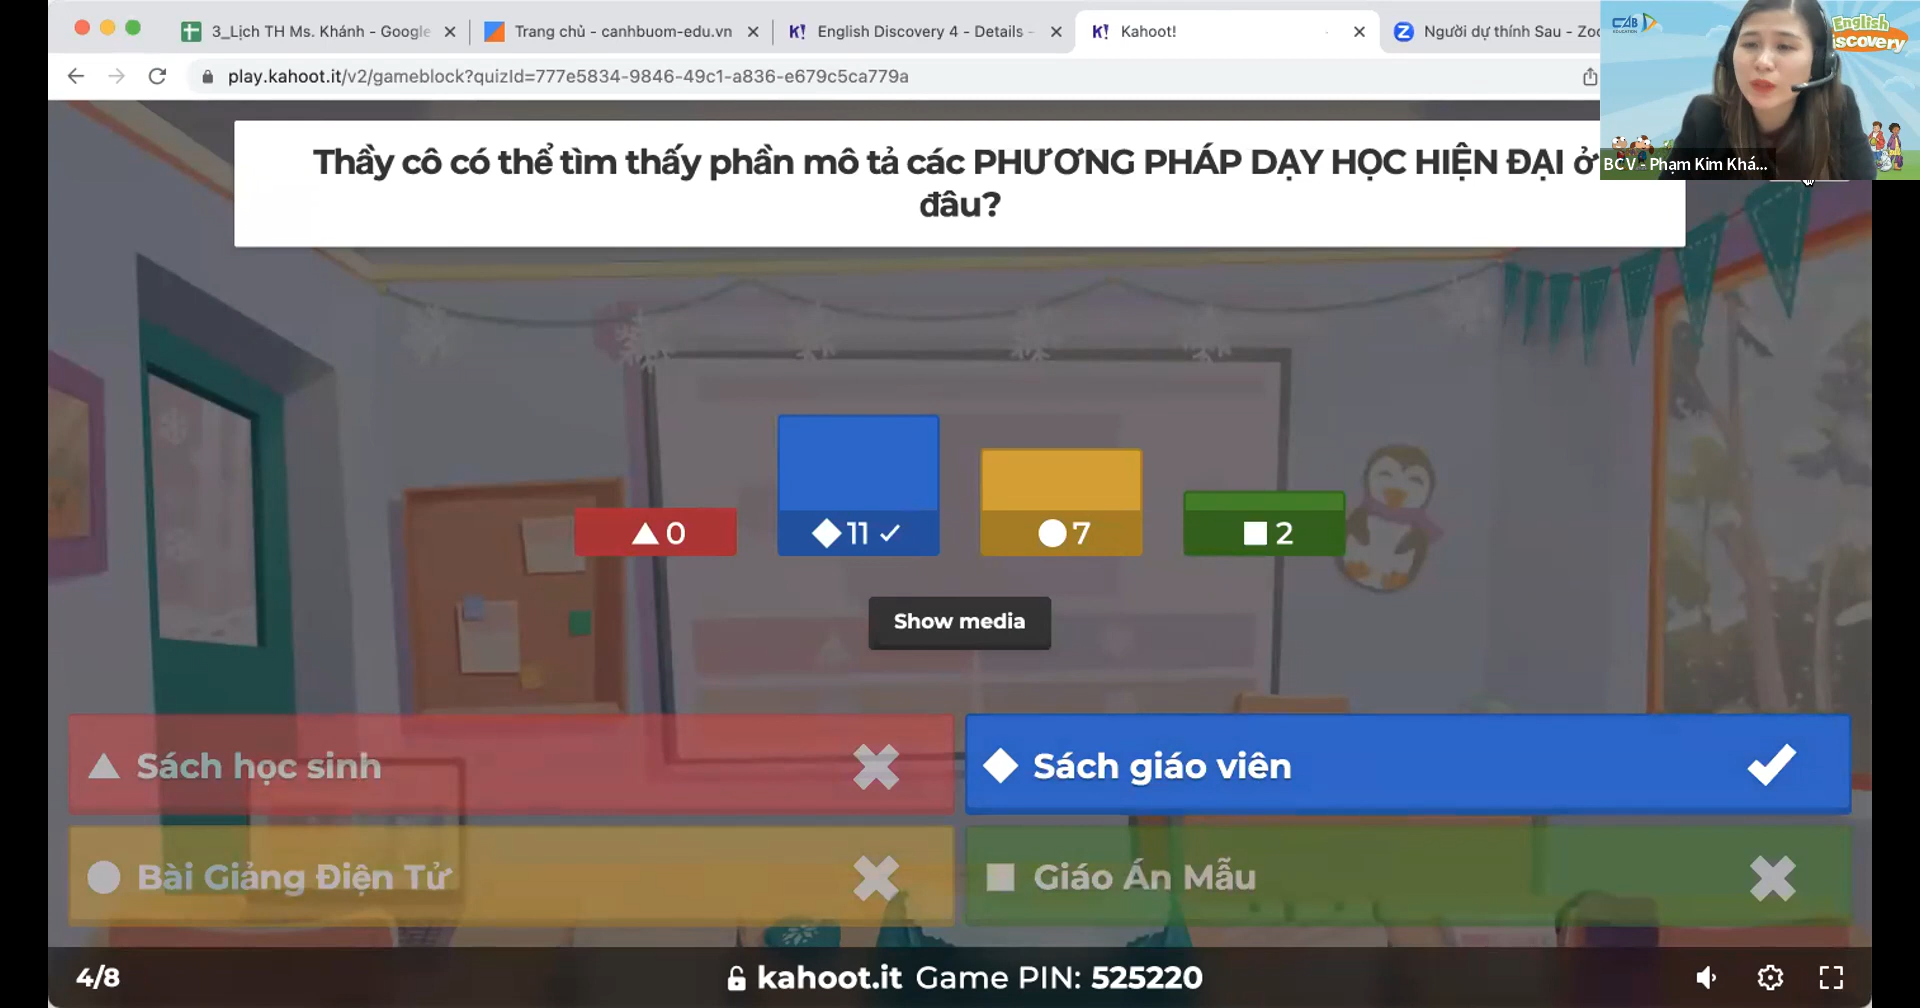 3_Lịch TH Ms. Khánh - Google
Trang chủ - canhbuom-edu.vn
English Discovery 4 - Details -
Kahoot!
Người dự thính Sau - Zoo
play.kahoot.it/v2/gameblock?quizId=777e5834-9846-49c1-a836-e679c5ca779a
English
iscovery
EDUCATION
BCV - Phạm Kim Khá...
Thầy cô có thể tìm thấy phần mô tả các PHƯƠNG PHÁP DẠY HỌC HIỆN ĐẠI ở
đâu?
0
11
7
2
Show media
Sách học sinh
Sách giáo viên
Bài Giảng Điện Tử
Giáo Án Mẫu
4/8
kahoot.it Game PIN: 525220